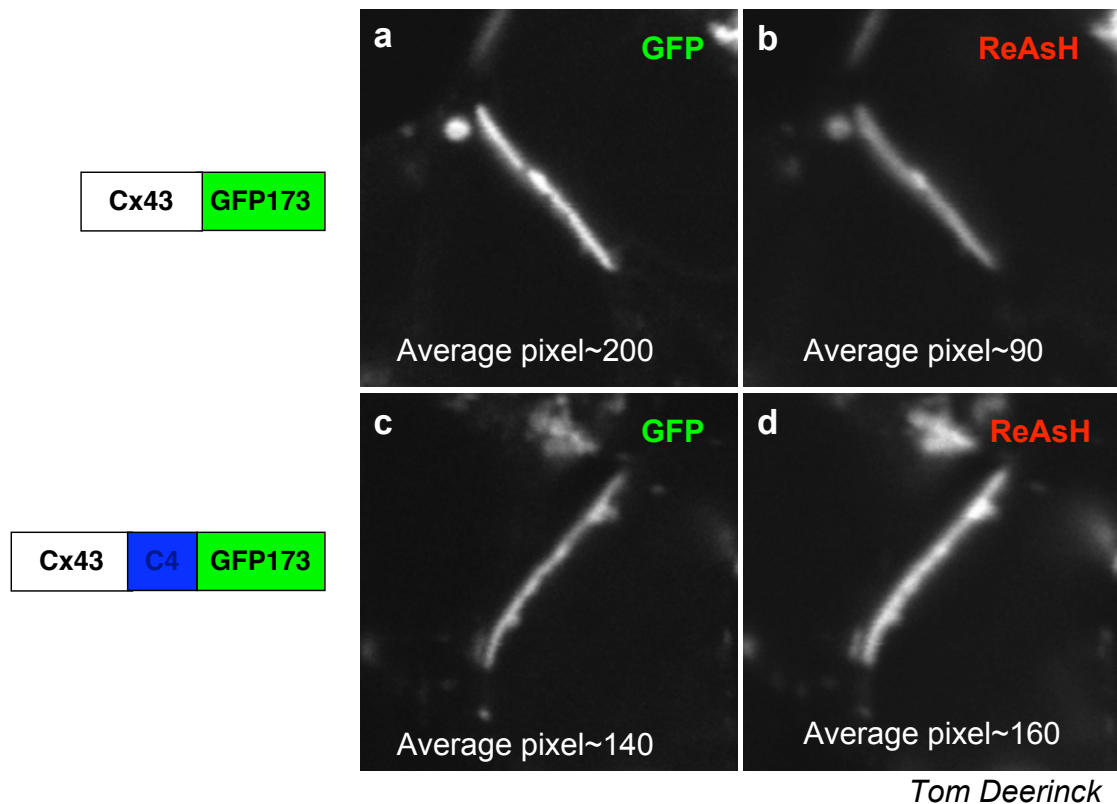 a GFP
b ReAsH
Cx43 GFP173
Average pixel~200
Average pixel~90
c GFP
d ReAsH
Cx43 C4 GFP173
Average pixel~140
Average pixel~160
Tom Deerinck